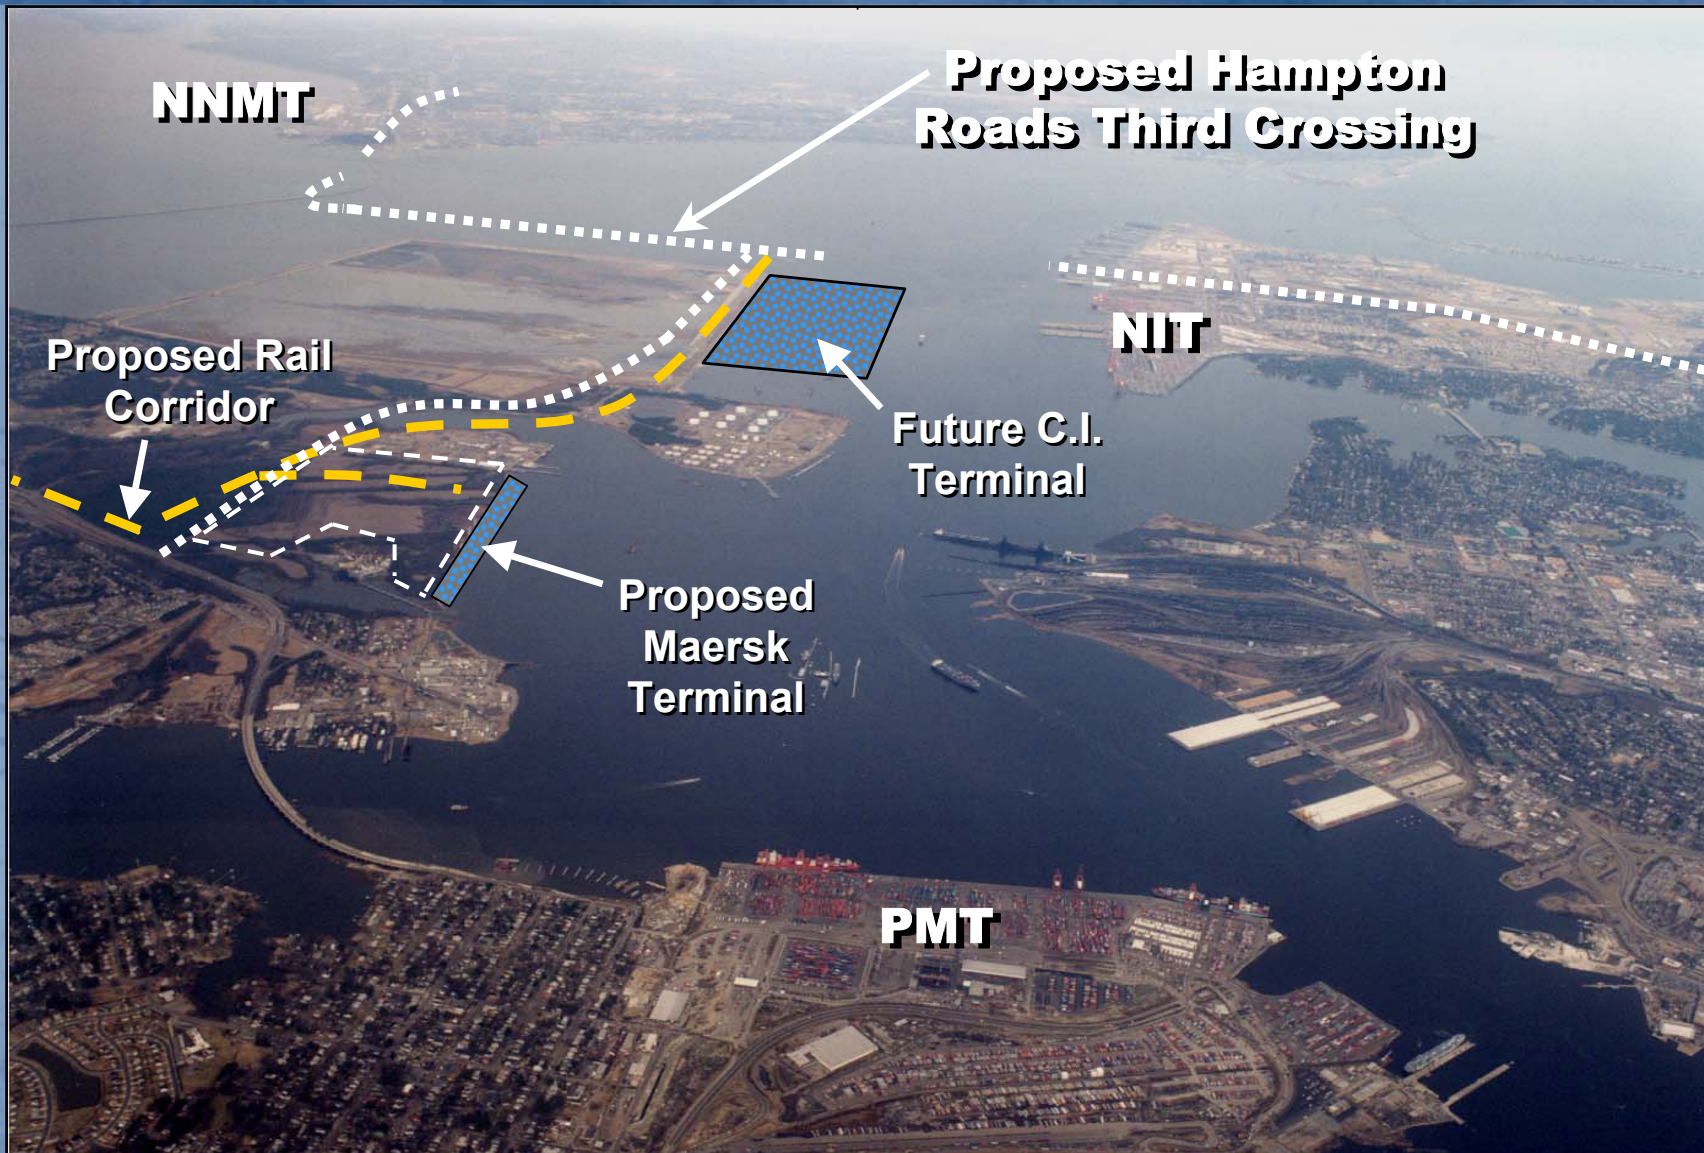 NNMT
Proposed Hampton
Roads Third Crossing
NIT
Proposed Rail
Corridor
Future C.I.
Terminal
Proposed
Maersk
Terminal
PMT